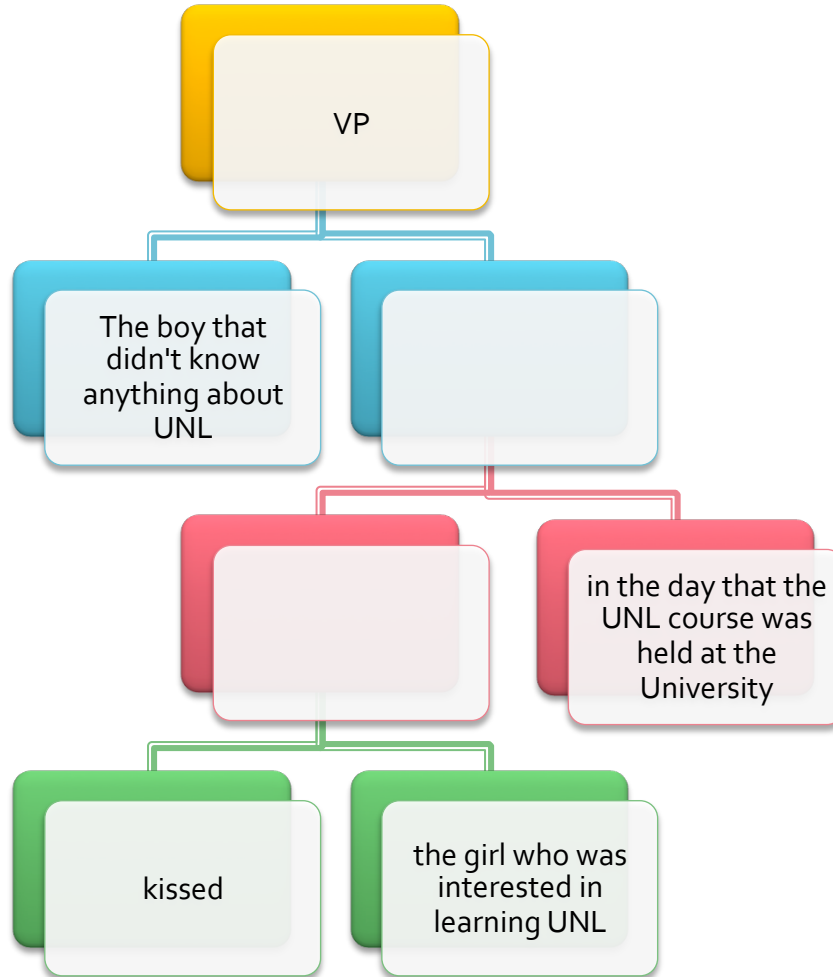 VP
The boy that
didn't know
anything about
UNL
in the day that the
UNL course was
held at the
University
kissed
the girl who was
interested in
learning UNL